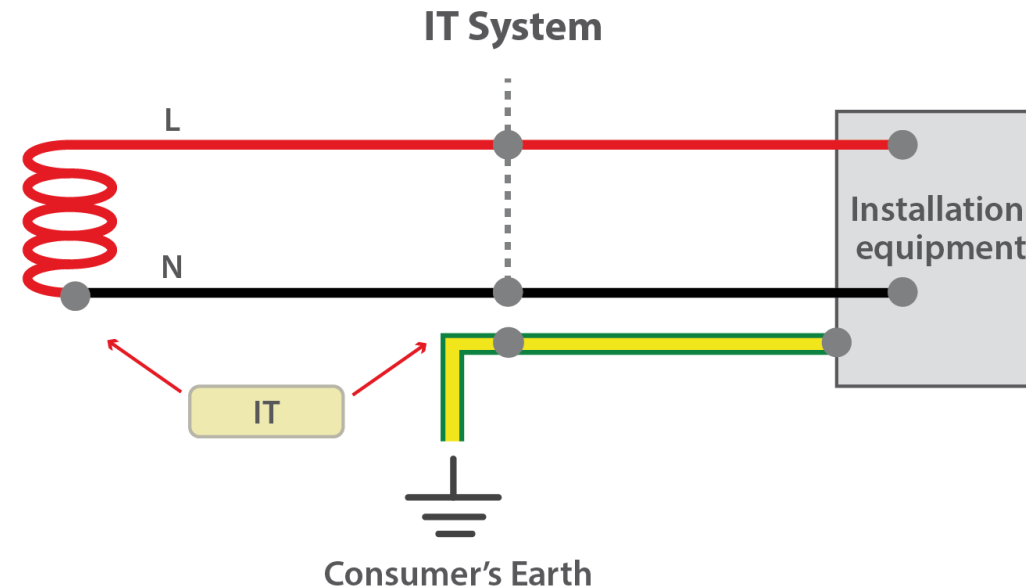 IT System
L
Installation
equipment
N
IT
Consumer's Earth